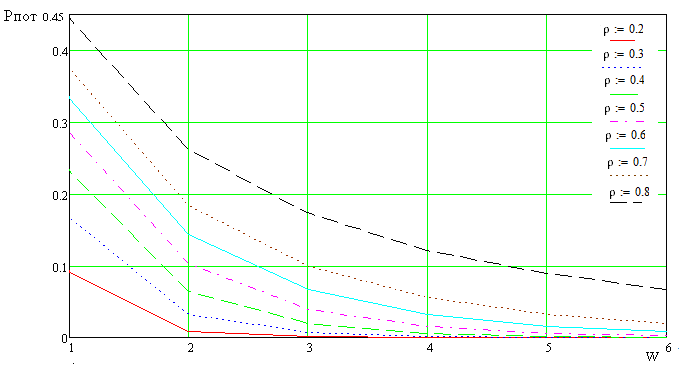 Pпот 0.45
ρ := 0.2
ρ := 0.3
0.4
ρ := 0.4
ρ := 0.5
0.3
ρ := 0.6
ρ := 0.7
ρ := 0.8
0.2
0.1
0
1 2 3 4 5 6
W